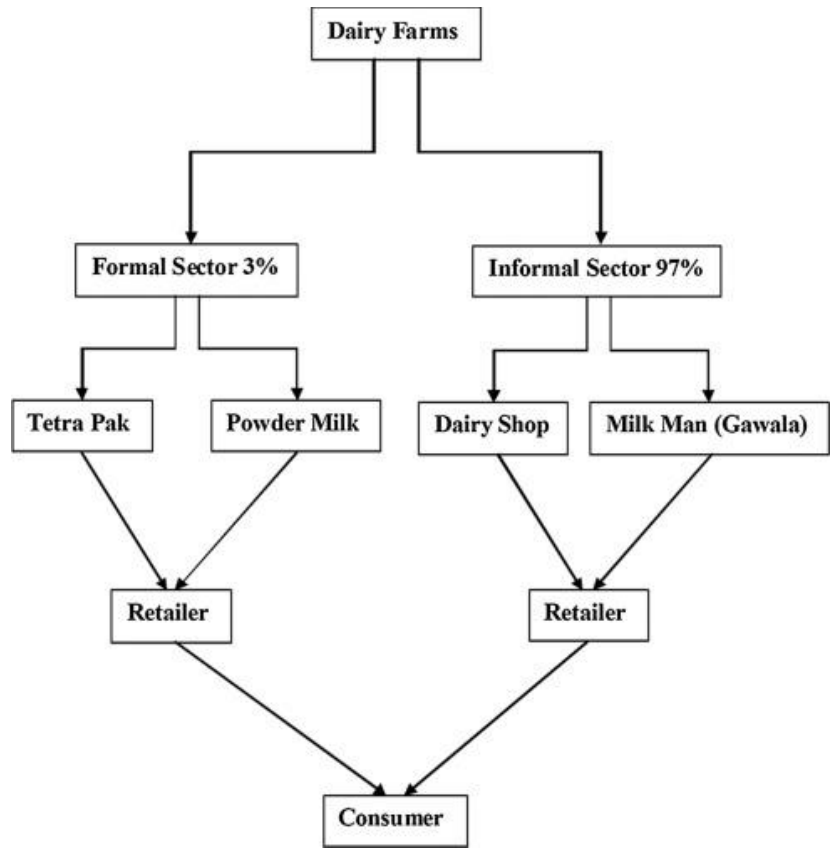 Dairy Farms
Formal Sector 3%
Informal Sector 97%
Tetra Pak
Powder Milk
Dairy Shop
Milk Man (Gawala)
Retailer
Retailer
Consumer